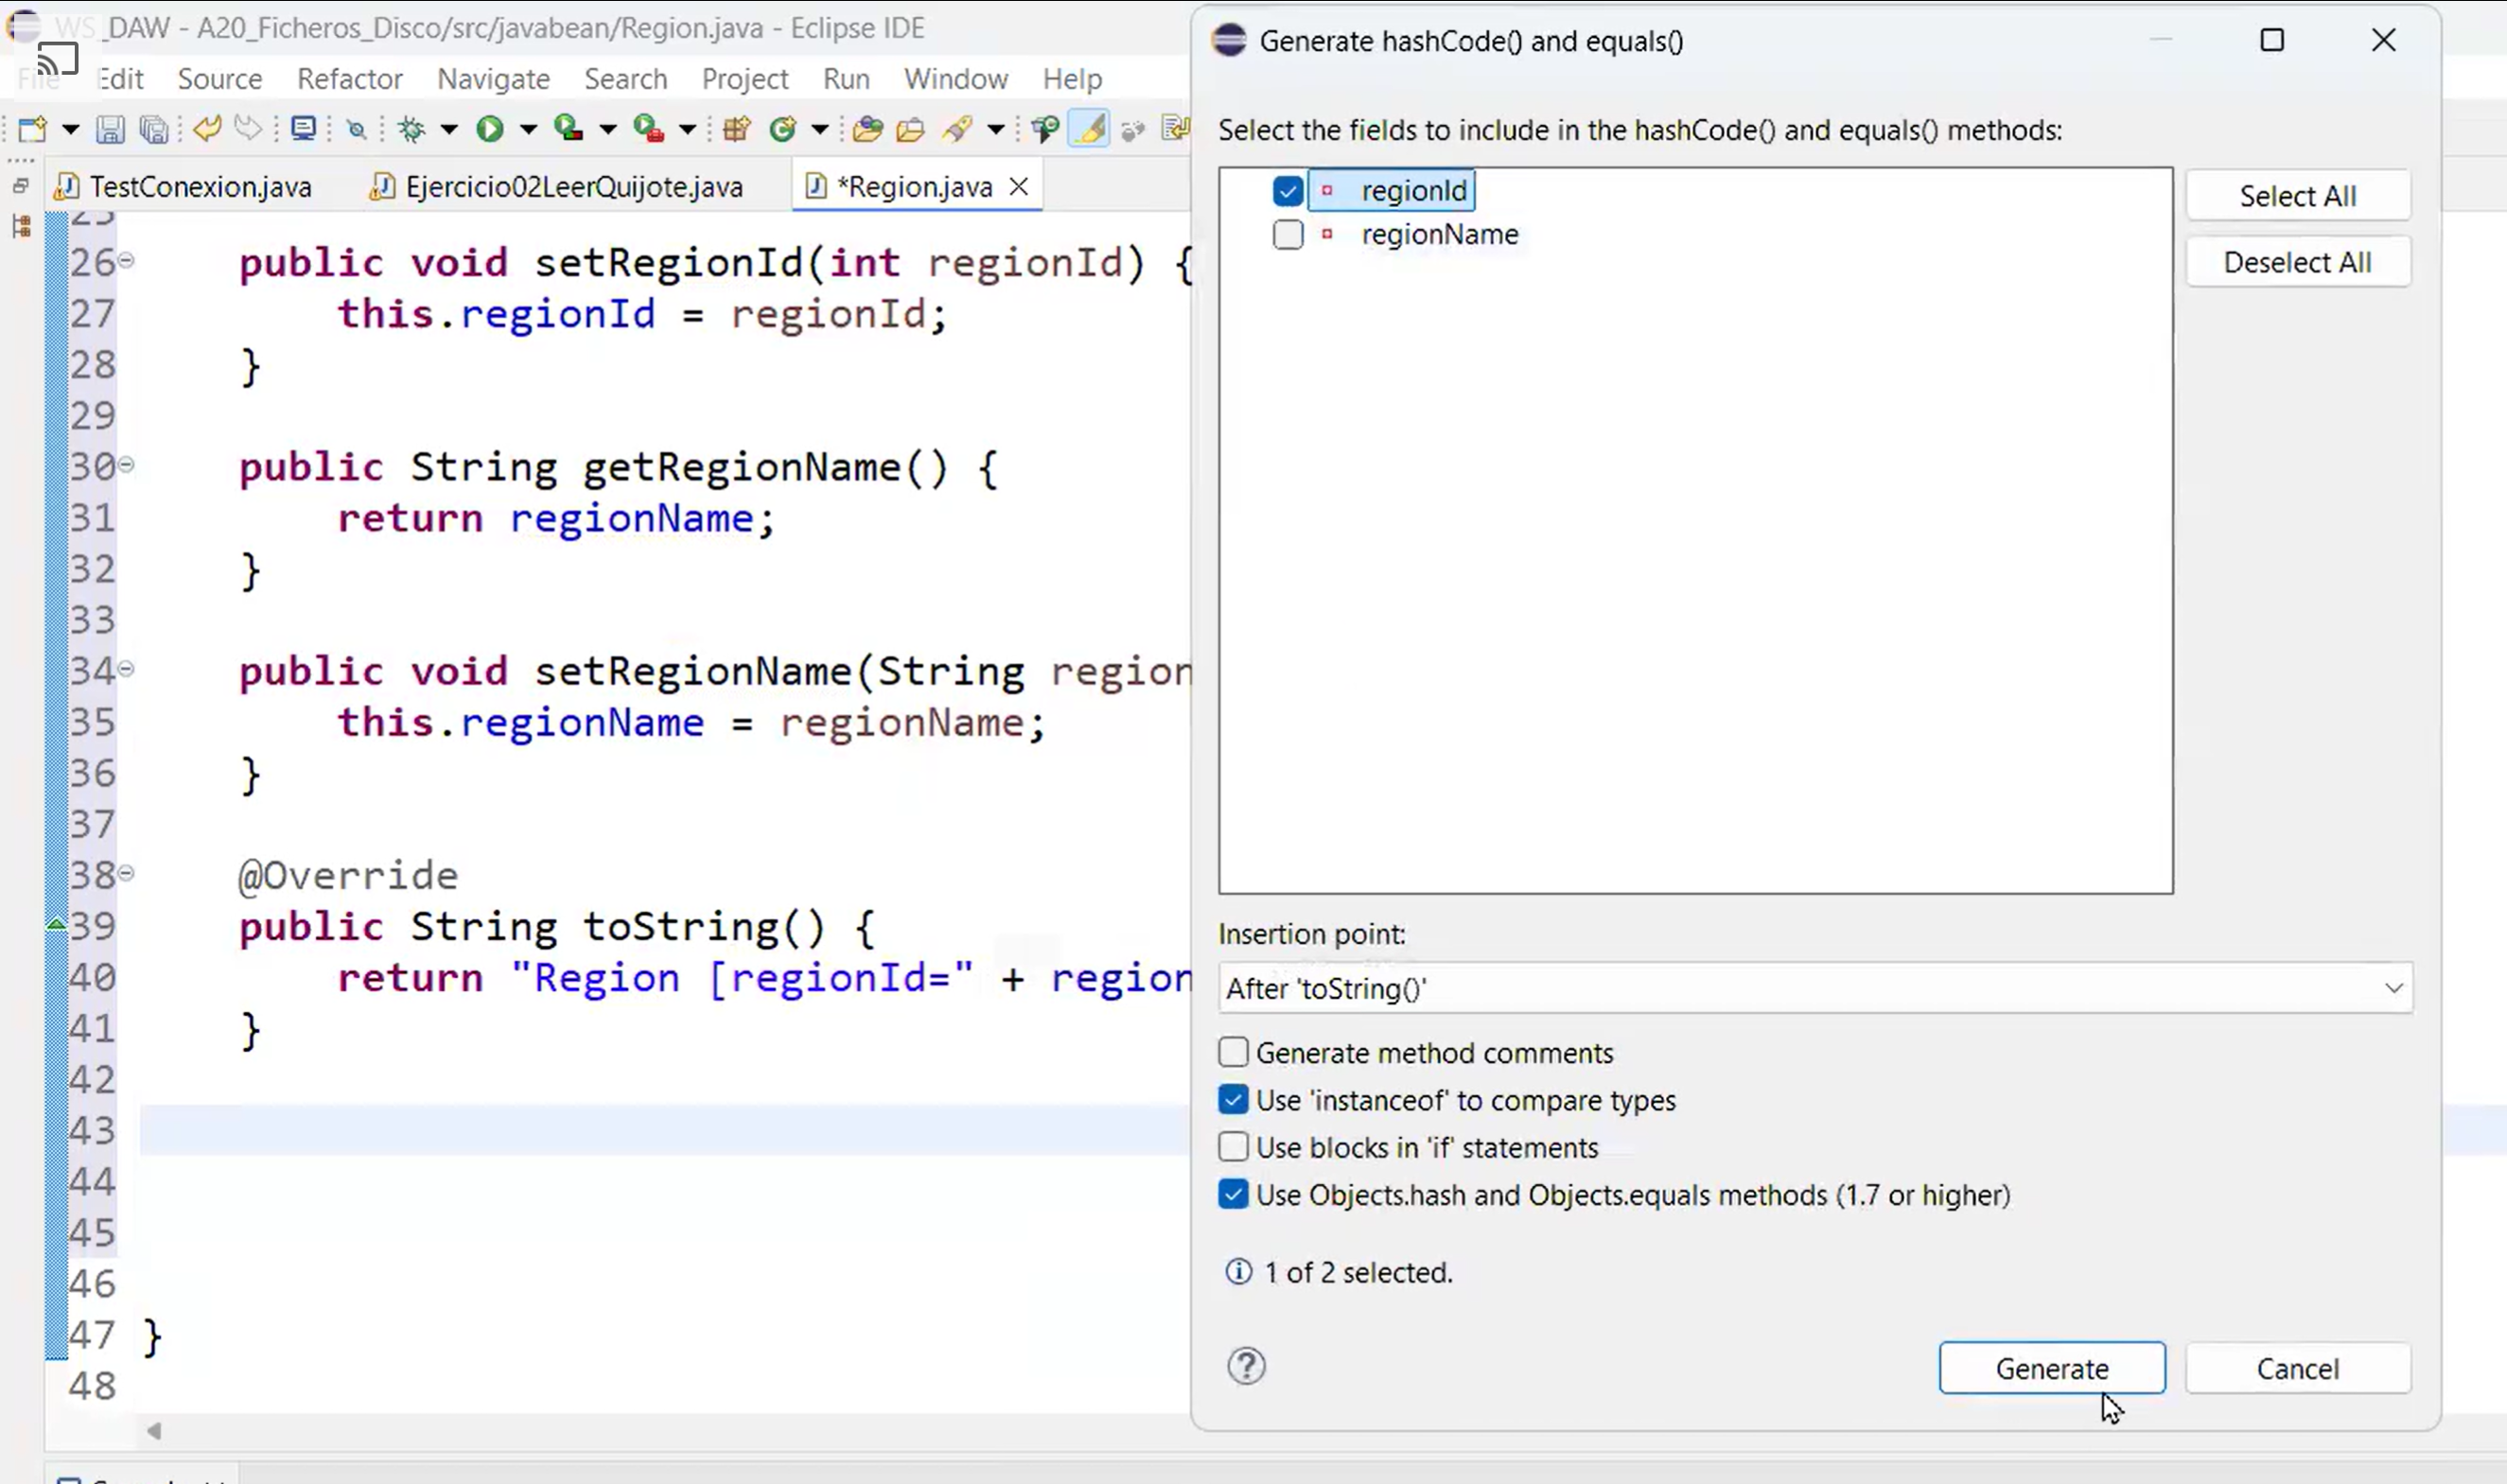 WS_DAW - A20_Ficheros_Disco/src/javabean/Region.java - Eclipse IDE
File Edit Source Refactor Navigate Search Project Run Window Help
TestConexion.java Ejercicio02LeerQuijote.java *Region.java
25
26 public void setRegionId(int regionId) {
27 this.regionId = regionId;
28 }
29
30 public String getRegionName() {
31 return regionName;
32 }
33
34 public void setRegionName(String region
35 this.regionName = regionName;
36 }
37
38 @Override
39 public String toString() {
40 return "Region [regionId=" + region
41 }
42
43
44
45
46
47 }
48
Generate hashCode() and equals()
Select the fields to include in the hashCode() and equals() methods:
regionId
regionName
Select All
Deselect All
Insertion point:
After 'toString()'
Generate method comments
Use 'instanceof' to compare types
Use blocks in 'if' statements
Use Objects.hash and Objects.equals methods (1.7 or higher)
1 of 2 selected.
Generate Cancel